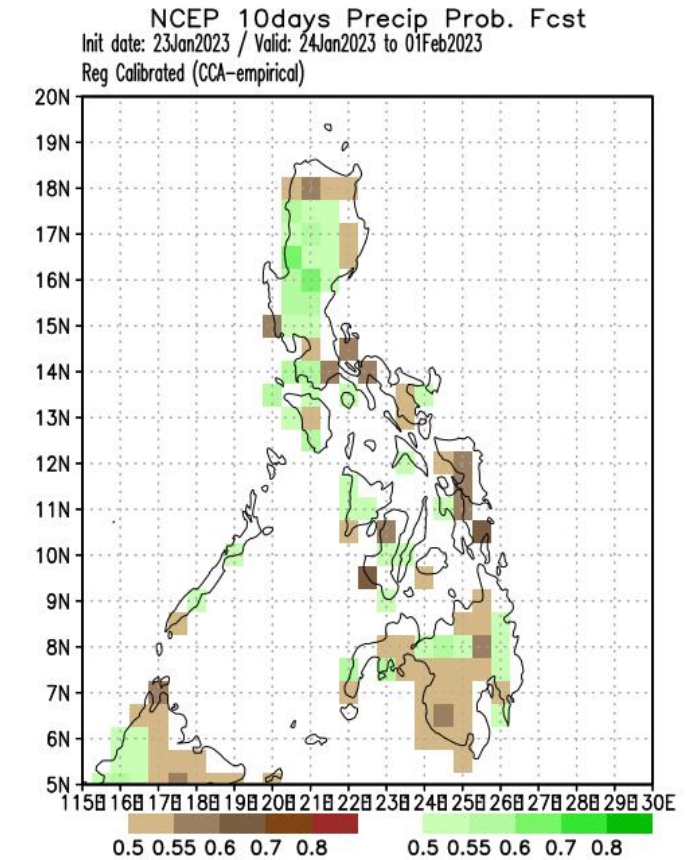 NCEP 10days Precip Prob. Fcst
Init date: 23Jan2023 / Valid: 24Jan2023 to 01Feb2023
Reg Calibrated (CCA-empirical)
20N
19N
18N
17N
16N
15N
14N
13N
12N
11N
10N
9N
8N
7N
6N
5N
115E 116E 117E 118E 119E 120E 121E 122E 123E 124E 125E 126E 127E 128E 129E 130E
0.5 0.55 0.6 0.7 0.8 0.5 0.55 0.6 0.7 0.8